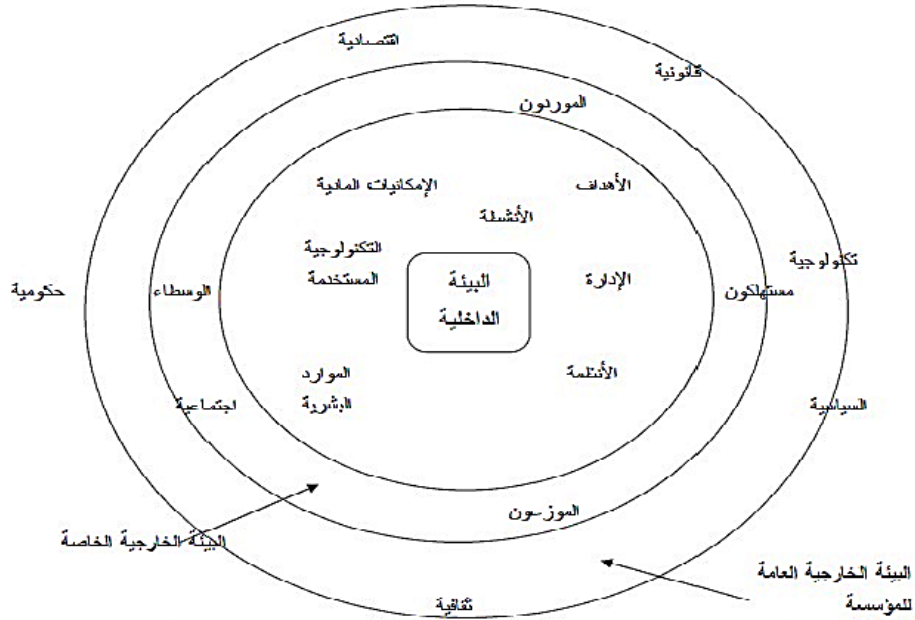 اقتصادية
قانونية
الموردون
الإمكانيات المادية
الأهداف
الأنشطة
التكنولوجية
المستخدمة
تكنولوجية
البيئة
الداخلية
الإدارة
مستهلكون
الوسطاء
حكومية
الأنظمة
الموارد
البشرية
اجتماعية
السياسية
الموزعون
البيئة الخارجية الخاصة
البيئة الخارجية العامة
للمؤسسة
ثقافية